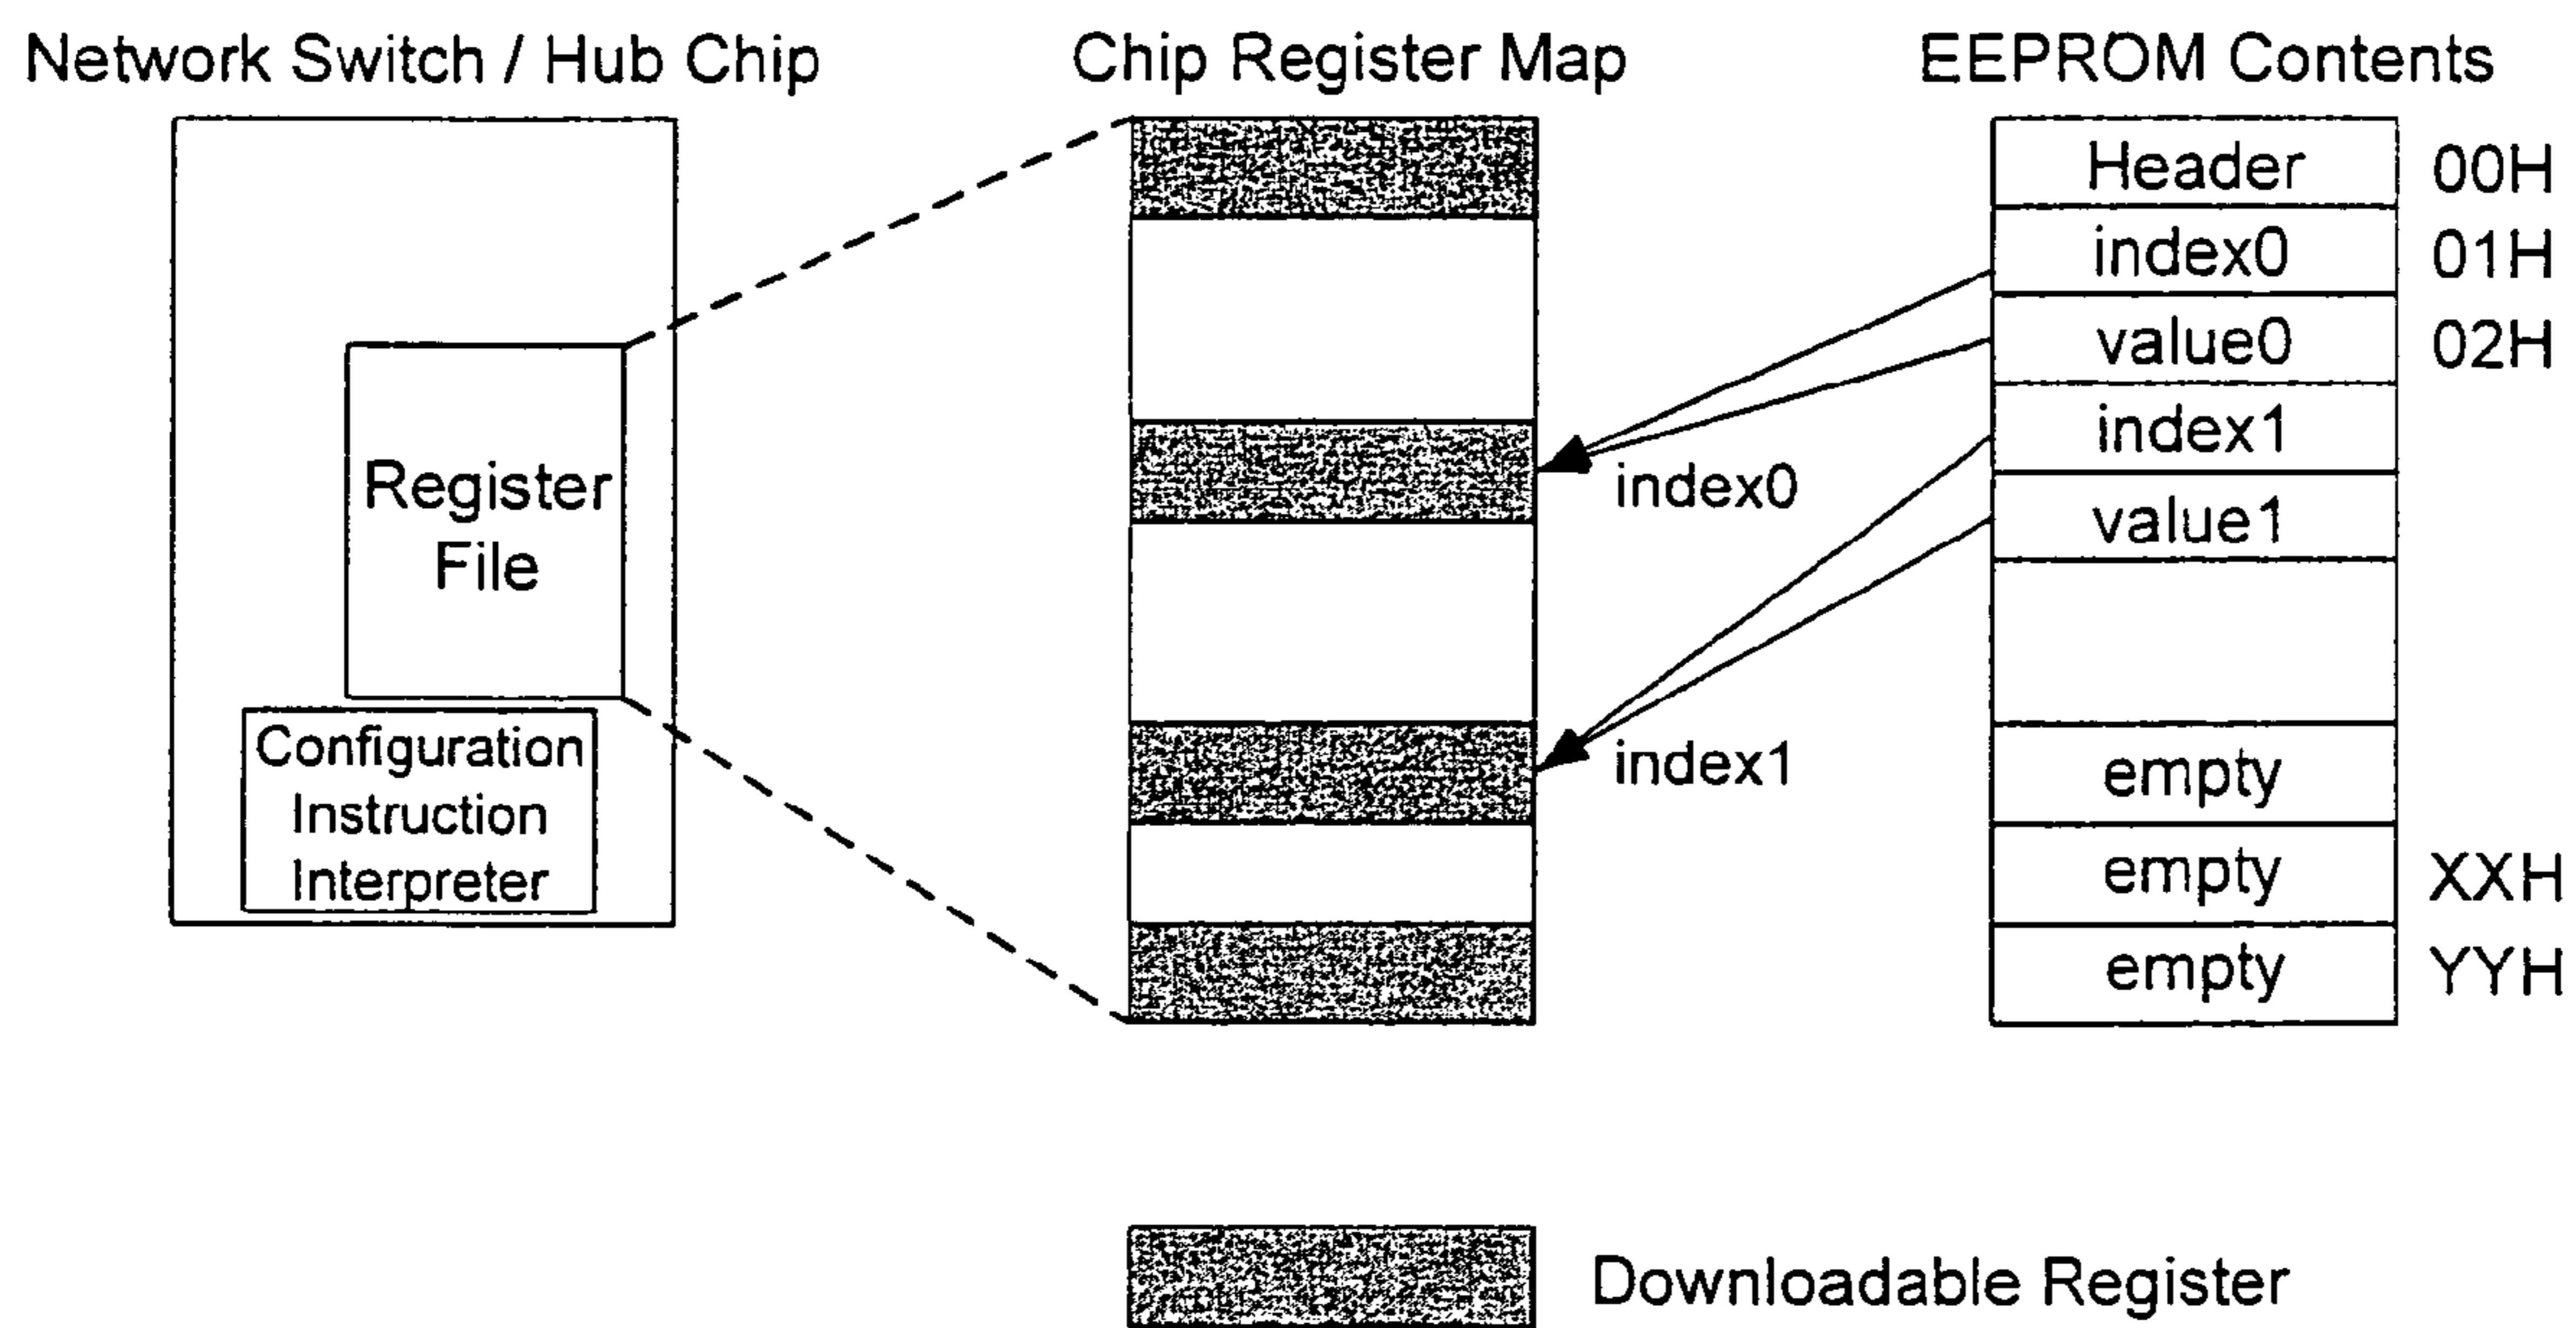 Network Switch / Hub Chip
Register
File
Configuration
Instruction
Interpreter
Chip Register Map
index0
index1
EEPROM Contents
Header 00H
index0 01H
value0 02H
index1
value1
empty
empty XXH
empty YYH
Downloadable Register